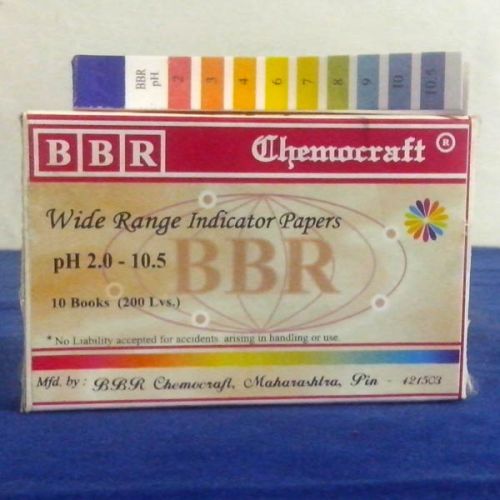 BBR pH 2 3 4 6 7 8 9 10 10.5
BBR Chemocraft ®
Wide Range Indicator Papers
pH 2.0 - 10.5
BBR
10 Books (200 Lvs.)
* No Liability accepted for accidents arising in handling or use.
Mfd. by : B.B.R Chemocraft, Maharashtra, Pin - 421503